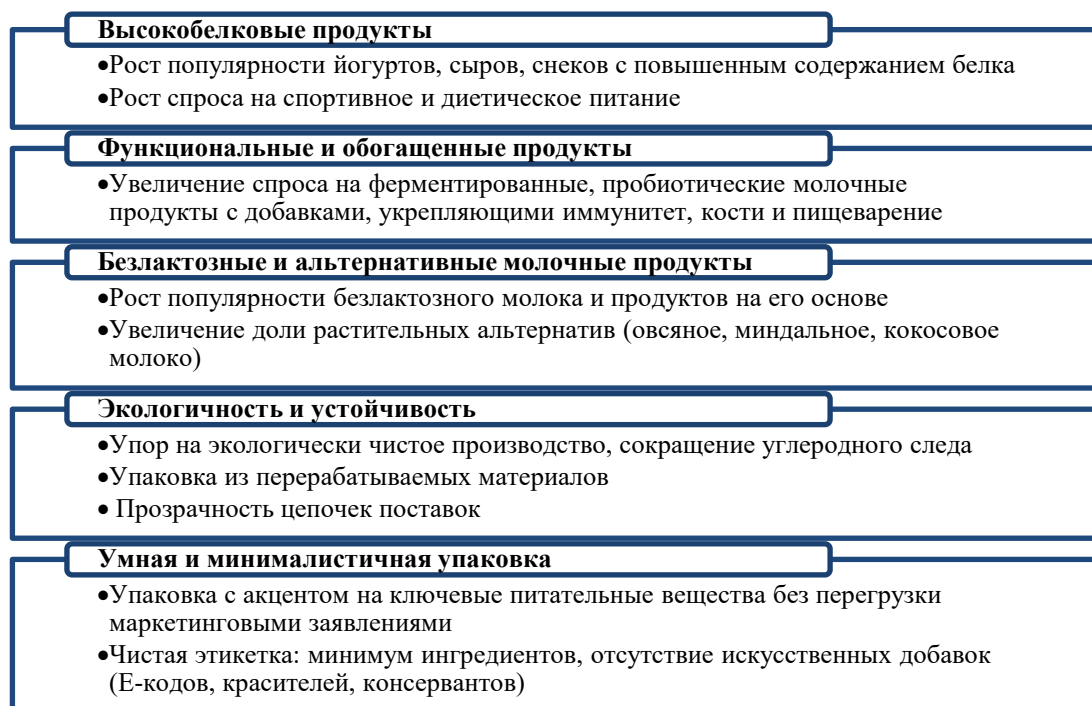 Высокобелковые продукты
•Рост популярности йогуртов, сыров, снеков с повышенным содержанием белка
•Рост спроса на спортивное и диетическое питание
Функциональные и обогащенные продукты
•Увеличение спроса на ферментированные, пробиотические молочные
продукты с добавками, укрепляющими иммунитет, кости и пищеварение
Безлактозные и альтернативные молочные продукты
•Рост популярности безлактозного молока и продуктов на его основе
•Увеличение доли растительных альтернатив (овсяное, миндальное, кокосовое
молоко)
Экологичность и устойчивость
•Упор на экологически чистое производство, сокращение углеродного следа
•Упаковка из перерабатываемых материалов
• Прозрачность цепочек поставок
Умная и минималистичная упаковка
•Упаковка с акцентом на ключевые питательные вещества без перегрузки
маркетинговыми заявлениями
•Чистая этикетка: минимум ингредиентов, отсутствие искусственных добавок
(Е-кодов, красителей, консервантов)